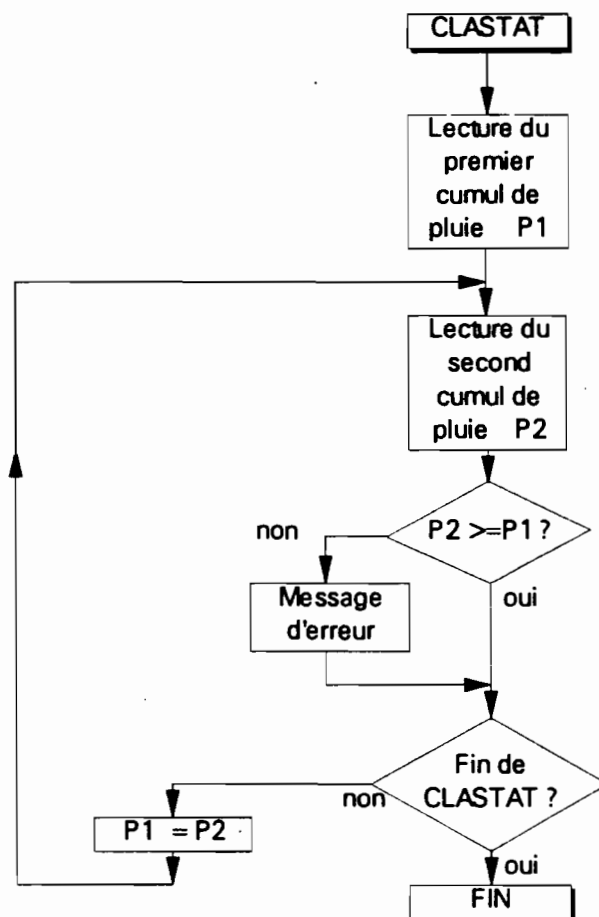 CLASTAT
Lecture du
premier
cumul de
pluie P1
Lecture du
second
cumul de
pluie P2
P2 >=P1 ?
non
oui
Message
d'erreur
Fin de
CLASTAT ?
non
P1 = P2
oui
FIN